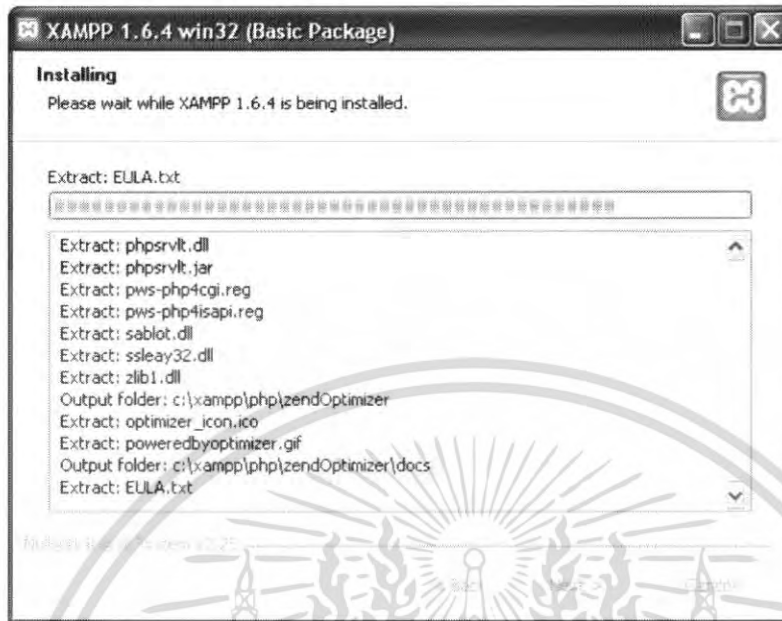 XAMPP 1.6.4 win32 (Basic Package)
Installing
Please wait while XAMPP 1.6.4 is being installed.
Extract: EULA.txt
Extract: phpsrvlt.dll
Extract: phpsrvlt.jar
Extract: pws-php4cgi.reg
Extract: pws-php4isapi.reg
Extract: sablot.dll
Extract: ssleay32.dll
Extract: zlib1.dll
Output folder: c:\xampp\php\zendOptimizer
Extract: optimizer_icon.ico
Extract: poweredbyoptimizer.gif
Output folder: c:\xampp\php\zendOptimizer\docs
Extract: EULA.txt
Back
Next >